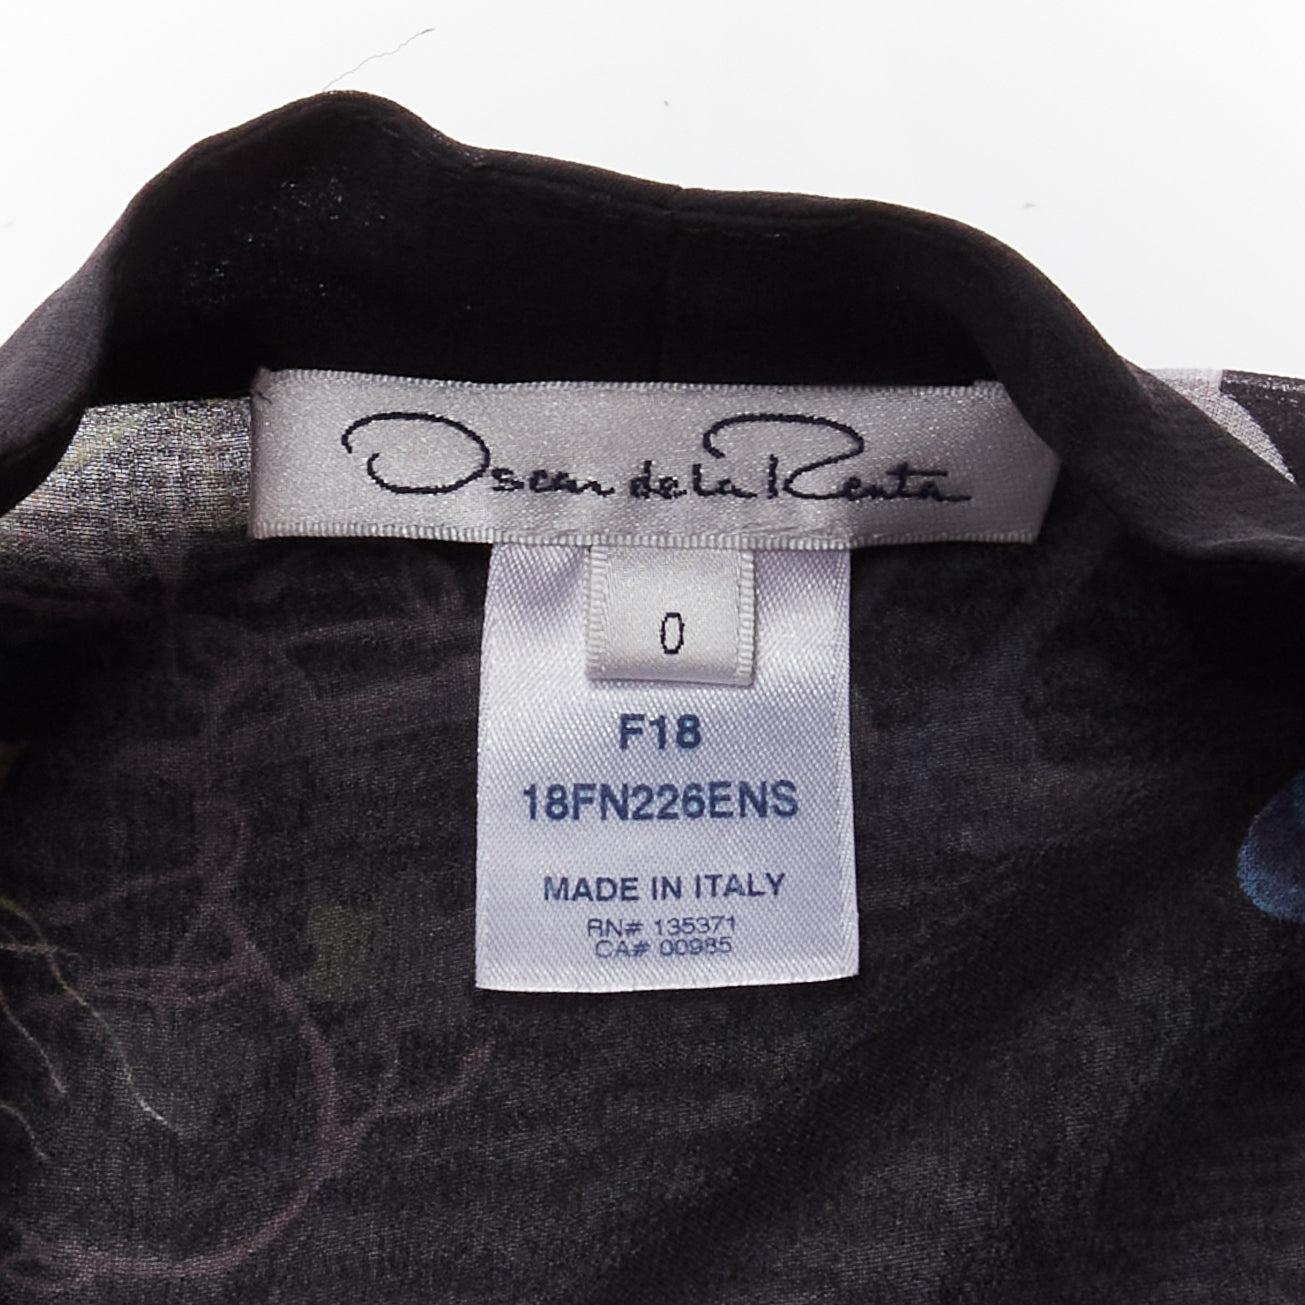 Oscar de la Renta
0
F18
18FN226ENS
MADE IN ITALY
RN# 135371
CA# 00985